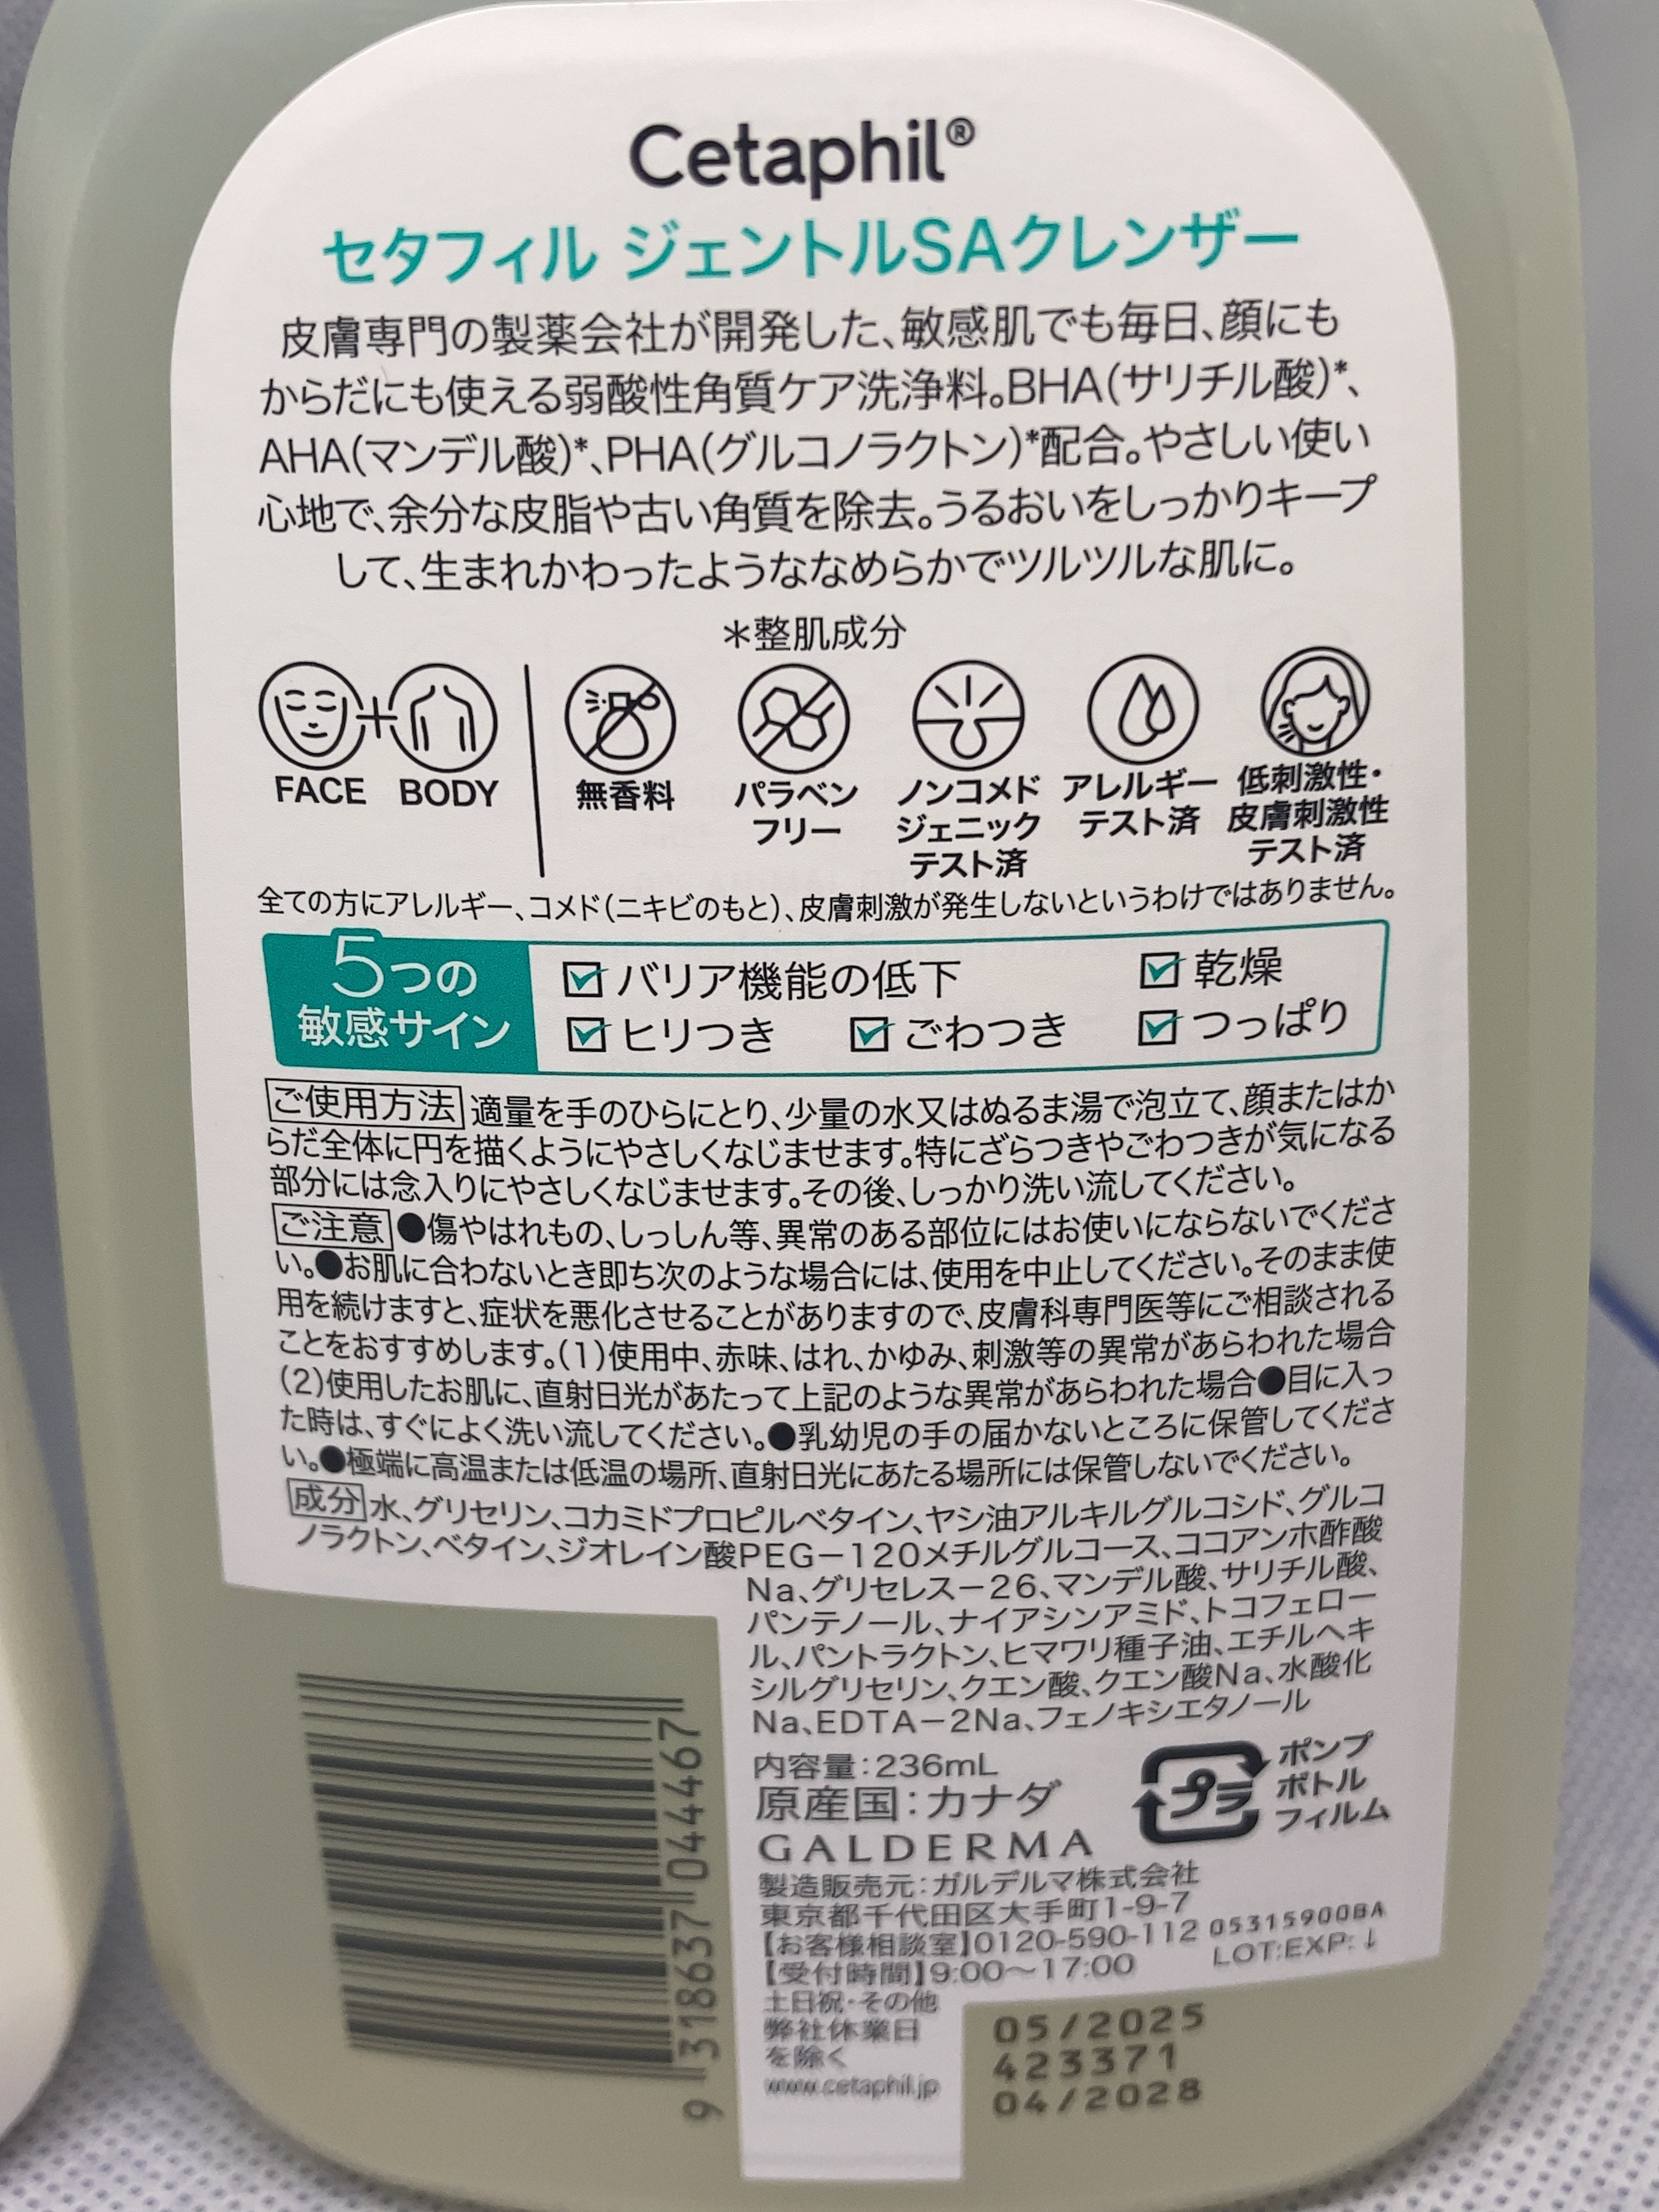 Cetaphil®
セタフィル ジェントルSAクレンザー
皮膚専門の製薬会社が開発した、敏感肌でも毎日、顔にも
からだにも使える弱酸性角質ケア洗浄料。BHA(サリチル酸)*、
AHA(マンデル酸)*、PHA(グルコノラクトン)*配合。やさしい使い
心地で、余分な皮脂や古い角質を除去。うるおいをしっかりキープ
して、生まれかわったようななめらかでツルツルな肌に。
*整肌成分
FACE BODY
無香料
パラベン
フリー
ノンコメド
ジェニック
テスト済
アレルギー
テスト済
低刺激性・
皮膚刺激性
テスト済
全ての方にアレルギー、コメド(ニキビのもと)、皮膚刺激が発生しないというわけではありません。
5つの
敏感サイン
バリア機能の低下 乾燥
ヒリつき ごわつき つっぱり
ご使用方法 適量を手のひらにとり、少量の水又はぬるま湯で泡立て、顔またはか
らだ全体に円を描くようにやさしくなじませます。特にざらつきやごわつきが気になる
部分には念入りにやさしくなじませます。その後、しっかり洗い流してください。
ご注意 ●傷やはれもの、しっしん等、異常のある部位にはお使いにならないでくださ
い。●お肌に合わないとき即ち次のような場合には、使用を中止してください。そのまま使
用を続けますと、症状を悪化させることがありますので、皮膚科専門医等にご相談される
ことをおすすめします。(1)使用中、赤味、はれ、かゆみ、刺激等の異常があらわれた場合
(2)使用したお肌に、直射日光があたって上記のような異常があらわれた場合●目に入っ
た時は、すぐによく洗い流してください。●乳幼児の手の届かないところに保管してくださ
い。●極端に高温または低温の場所、直射日光にあたる場所には保管しないでください。
成分 水、グリセリン、コカミドプロピルベタイン、ヤシ油アルキルグルコシド、グルコ
ノラクトン、ベタイン、ジオレイン酸PEG-120メチルグルコース、ココアンホ酢酸
Na、グリセレス-26、マンデル酸、サリチル酸、
パンテノール、ナイアシンアミド、トコフェロー
ル、パントラクトン、ヒマワリ種子油、エチルヘキ
シルグリセリン、クエン酸、クエン酸Na、水酸化
Na、EDTA-2Na、フェノキシエタノール
内容量:236mL
原産国:カナダ
プラ
ポンプ
ボトル
フィルム
GALDERMA
製造販売元:ガルデルマ株式会社
東京都千代田区大手町1-9-7
【お客様相談室】0120-590-112
【受付時間】9:00〜17:00
土日祝・その他
弊社休業日
を除く
www.cetaphil.jp
05315900BA
LOT:EXP:↓
05/2025
423371
04/2028
9 318637 044467